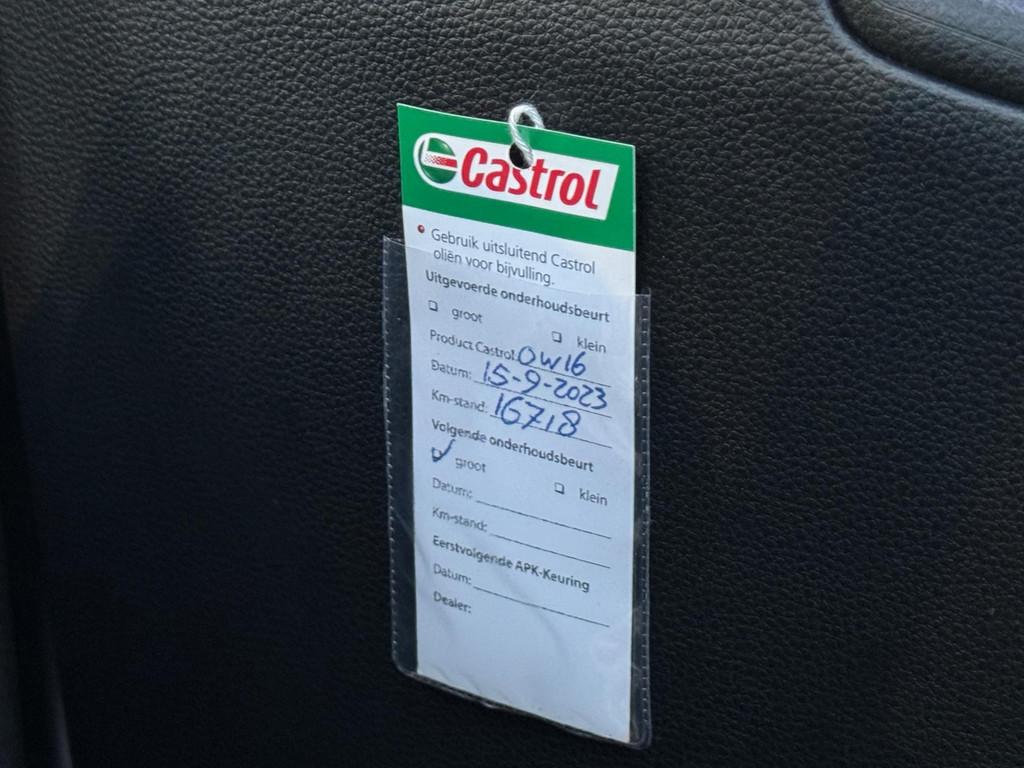 Castrol
• Gebruik uitsluitend Castrol
oliën voor bijvulling.
Uitgevoerde onderhoudsbeurt
❑ groot ❑ klein
Product Castrol: 0W16
Datum: 15-9-2023
Km-stand: 16718
Volgende onderhoudsbeurt
☑ groot ❑ klein
Datum:
Km-stand:
Eerstvolgende APK-Keuring
Datum:
Dealer: